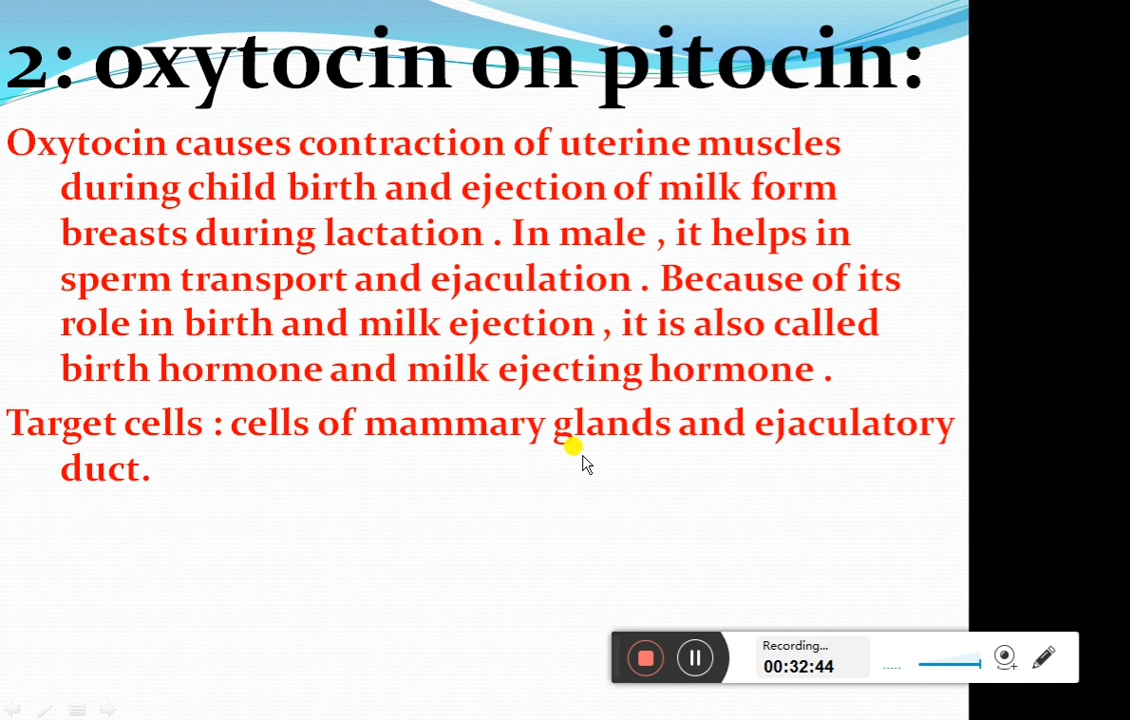 2: oxytocin on pitocin:
Oxytocin causes contraction of uterine muscles
during child birth and ejection of milk form
breasts during lactation . In male , it helps in
sperm transport and ejaculation . Because of its
role in birth and milk ejection , it is also called
birth hormone and milk ejecting hormone .
Target cells : cells of mammary glands and ejaculatory
duct.
Recording...
00:32:44